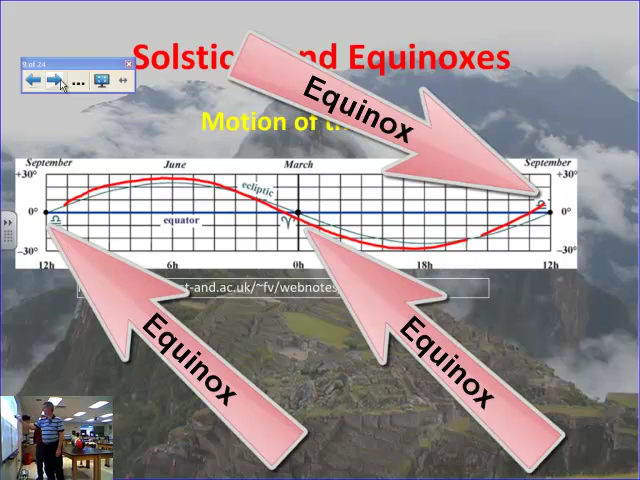 9 of 24
Solstic nd Equinoxes
Motion of t
Equinox
September June March September
+30° +30°
ecliptic
0° equator 0°
-30° -30°
12h 6h 0h 18h 12h
st-and.ac.uk/~fv/webnotes
Equinox
Equinox